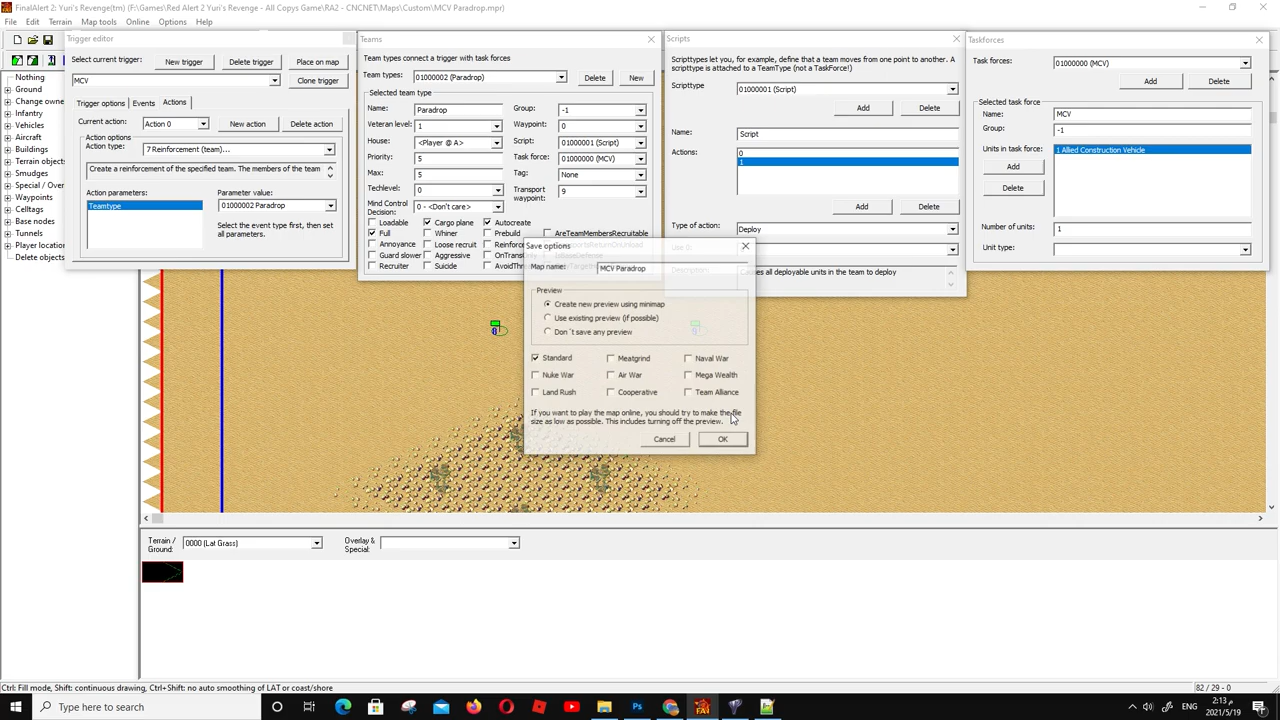 FinalAlert 2: Yuri's Revenge(tm) (F:\Games\Red Alert 2 Yuri's Revenge - All Copys Game\RA2 - CNCNET\Maps\Custom\MCV Paradrop.mpr)
File Edit Terrain Map tools Online Options Help
Nothing
Ground
Change owne
Infantry
Vehicles
Aircraft
Buildings
Terrain objects
Smudges
Special / Over
Waypoints
Celltags
Base nodes
Tunnels
Player location
Delete objects
Trigger editor
Select current trigger:
New trigger
Delete trigger
Place on map
MCV
Clone trigger
Trigger options
Events
Actions
Current action:
Action 0
New action
Delete action
Action options
Action type:
7 Reinforcement (team)...
Create a reinforcement of the specified team. The members of the team
Action parameters:
Parameter value:
Teamtype
01000002 Paradrop
Select the event type first, then set
all parameters.
Teams
Team types connect a trigger with task forces
Team types:
01000002 (Paradrop)
Delete
New
Selected team type
Name:
Paradrop
Group:
-1
Veteran level:
1
Waypoint:
0
House:
<Player @ A>
Script:
01000001 (Script)
Priority:
5
Task force:
01000000 (MCV)
Max:
5
Tag:
None
Techlevel:
0
Transport
waypoint:
9
Mind Control
Decision:
0 - <Don't care>
Loadable
Cargo plane
Autocreate
Full
Whiner
Prebuild
AreTeamMembersRecruitable
Annoyance
Loose recruit
Reinforc
Guard slower
Aggressive
OnTrans
Recruiter
Suicide
AvoidThr
Scripts
Scripttypes let you, for example, define that a team moves from one point to another. A
scripttype is attached to a TeamType (not a TaskForce!)
Scripttype
01000001 (Script)
Add
Delete
Name:
Script
Actions:
0
1
Add
Delete
Type of action:
Deploy
all deployable units in the team to deploy
Taskforces
Task forces:
01000000 (MCV)
Add
Delete
Selected task force
Name:
MCV
Group:
-1
Units in task force:
1 Allied Construction Vehicle
Add
Delete
Number of units:
1
Unit type:
Save options
Map name:
MCV Paradrop
Preview
Create new preview using minimap
Use existing preview (if possible)
Don`t save any preview
Standard
Meatgrind
Naval War
Nuke War
Air War
Mega Wealth
Land Rush
Cooperative
Team Alliance
If you want to play the map online, you should try to make the file
size as low as possible. This includes turning off the preview.
Cancel
OK
Terrain /
Ground:
0000 (Lat Grass)
Overlay &
Special:
Ctrl: Fill mode, Shift: continuous drawing, Ctrl+Shift: no auto smoothing of LAT or coast/shore
82 / 29 - 0
Type here to search
ENG
2:13 م
2021/5/19